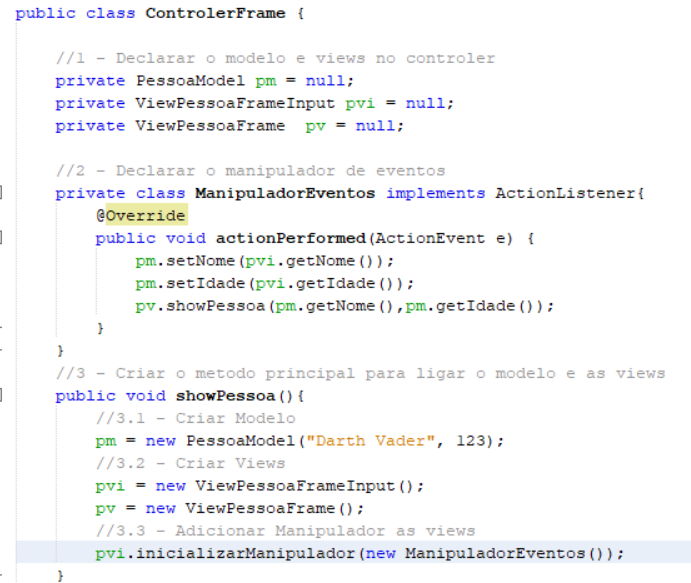 public class ControlerFrame {
//1 - Declarar o modelo e views no controler
private PessoaModel pm = null;
private ViewPessoaFrameInput pvi = null;
private ViewPessoaFrame  pv = null;
//2 - Declarar o manipulador de eventos
private class ManipuladorEventos implements ActionListener{
@Override
public void actionPerformed(ActionEvent e) {
pm.setNome(pvi.getNome());
pm.setIdade(pvi.getIdade());
pv.showPessoa(pm.getNome(),pm.getIdade());
}
}
//3 - Criar o metodo principal para ligar o modelo e as views
public void showPessoa(){
//3.1 - Criar Modelo
pm = new PessoaModel("Darth Vader", 123);
//3.2 - Criar Views
pvi = new ViewPessoaFrameInput();
pv = new ViewPessoaFrame();
//3.3 - Adicionar Manipulador as views
pvi.inicializarManipulador(new ManipuladorEventos());
}